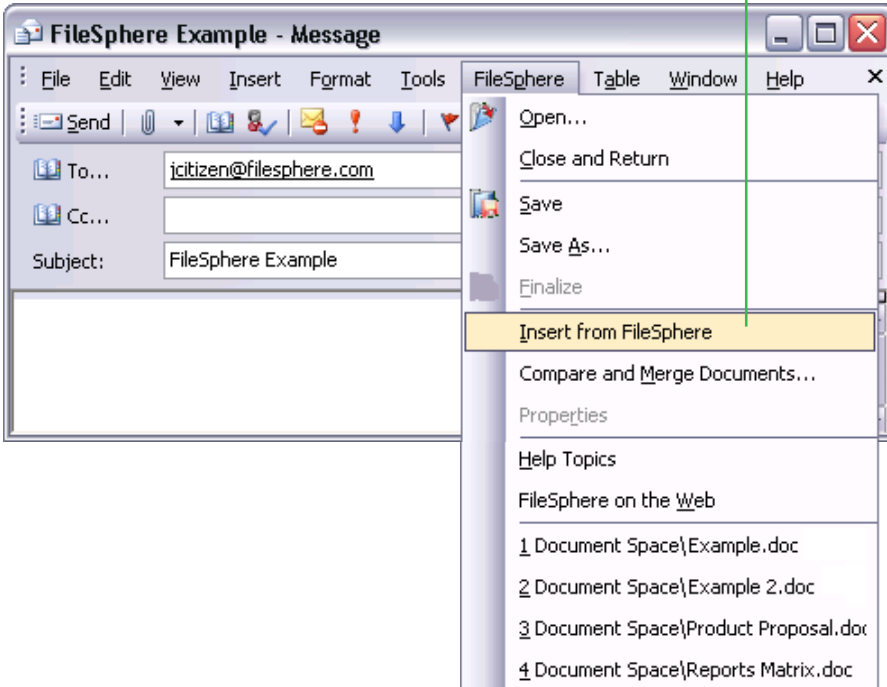 FileSphere Example - Message
File Edit View Insert Format Tools FileSphere Table Window Help
Send
Open...
Close and Return
To... jcitizen@filesphere.com
Save
Cc...
Save As...
Subject: FileSphere Example
Finalize
Insert from FileSphere
Compare and Merge Documents...
Properties
Help Topics
FileSphere on the Web
1 Document Space\Example.doc
2 Document Space\Example 2.doc
3 Document Space\Product Proposal.doc
4 Document Space\Reports Matrix.doc